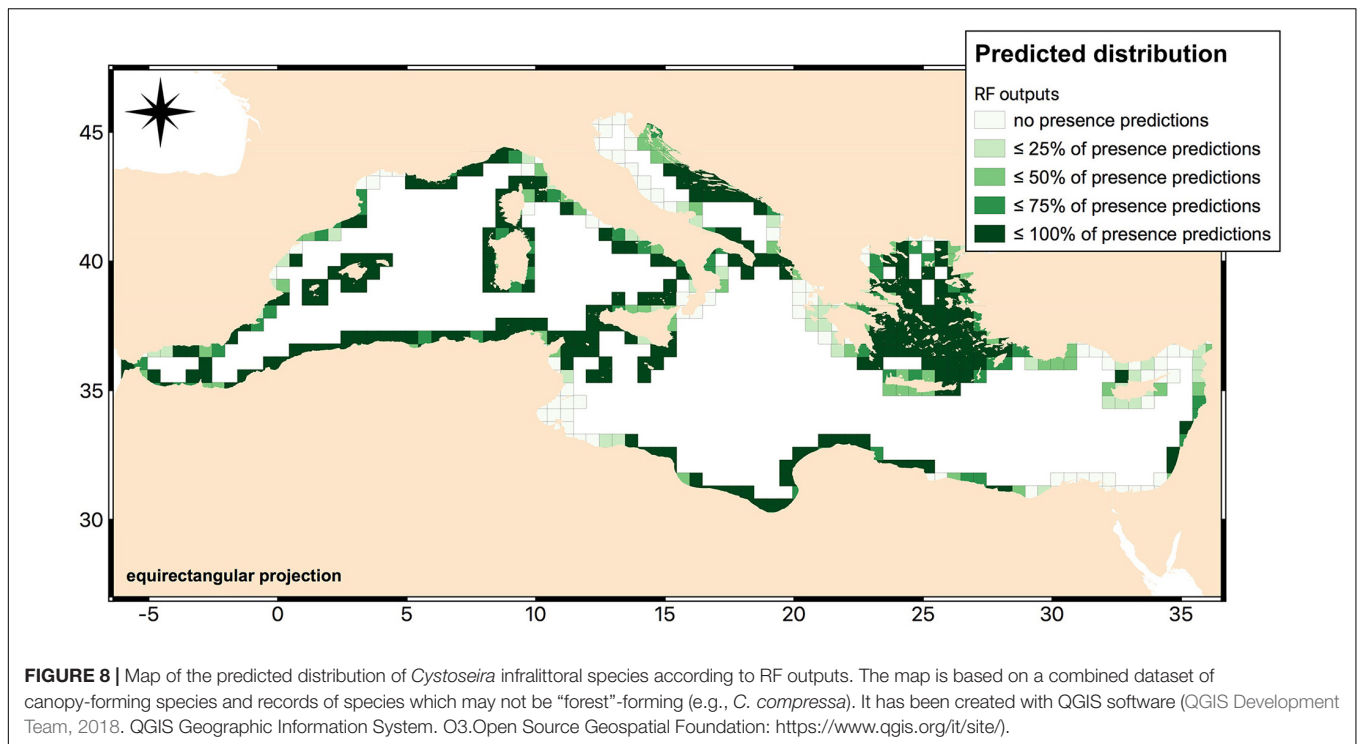 Predicted distribution
RF outputs
no presence predictions
≤ 25% of presence predictions
≤ 50% of presence predictions
≤ 75% of presence predictions
≤ 100% of presence predictions
45
40
35
30
equirectangular projection
-5 0 5 10 15 20 25 30 35
FIGURE 8 | Map of the predicted distribution of Cystoseira infralittoral species according to RF outputs. The map is based on a combined dataset of
canopy-forming species and records of species which may not be “forest”-forming (e.g., C. compressa). It has been created with QGIS software (QGIS Development
Team, 2018. QGIS Geographic Information System. O3.Open Source Geospatial Foundation: https://www.qgis.org/it/site/).